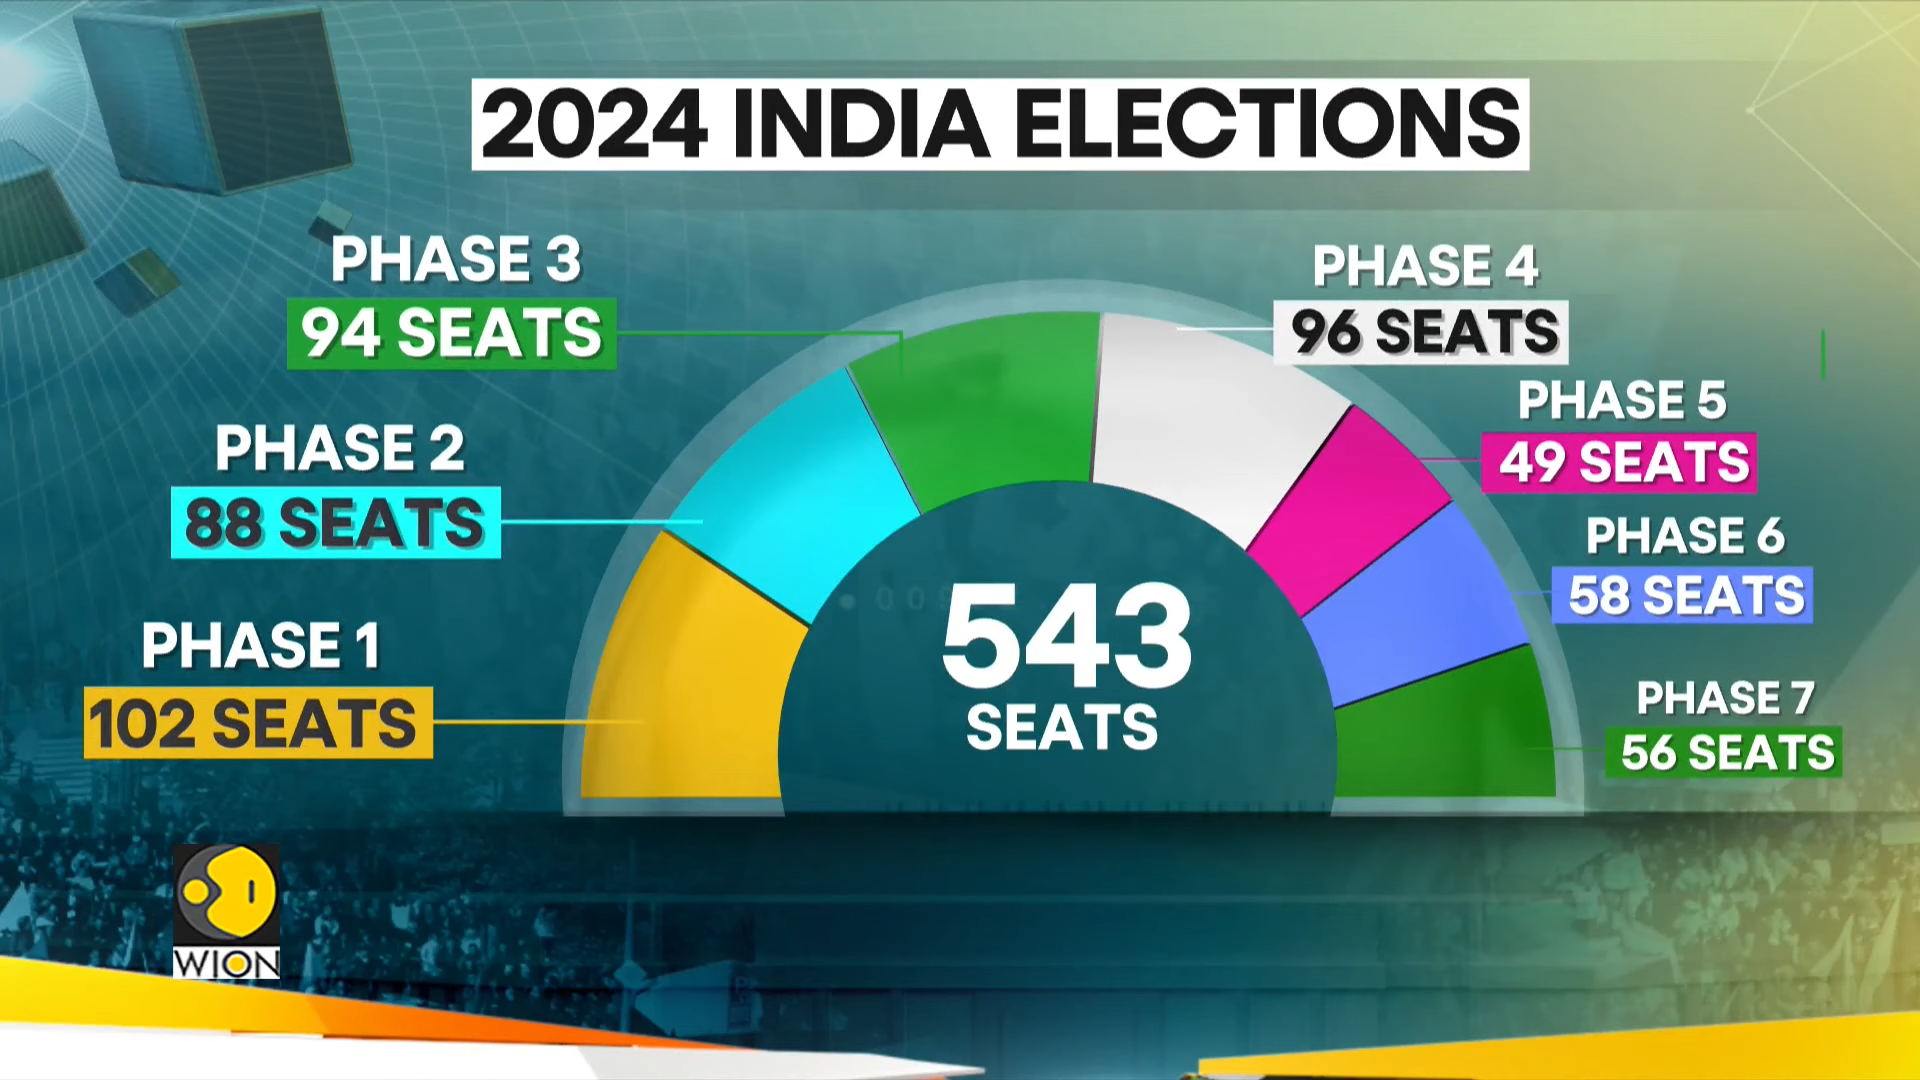 2024 INDIA ELECTIONS
PHASE 3
94 SEATS
PHASE 4
96 SEATS
PHASE 2
88 SEATS
PHASE 5
49 SEATS
PHASE 1
102 SEATS
PHASE 6
58 SEATS
PHASE 7
56 SEATS
543
SEATS
WION